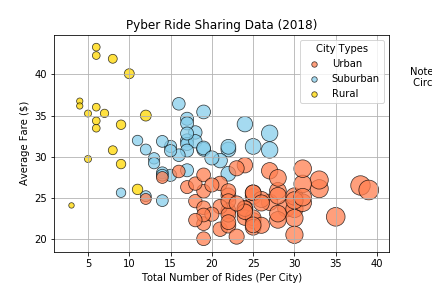 Pyber Ride Sharing Data (2018)
City Types
Urban
Suburban
Rural
Note
Circ
Average Fare ($)
40
35
30
25
20
5
10
15
20
25
30
35
40
Total Number of Rides (Per City)